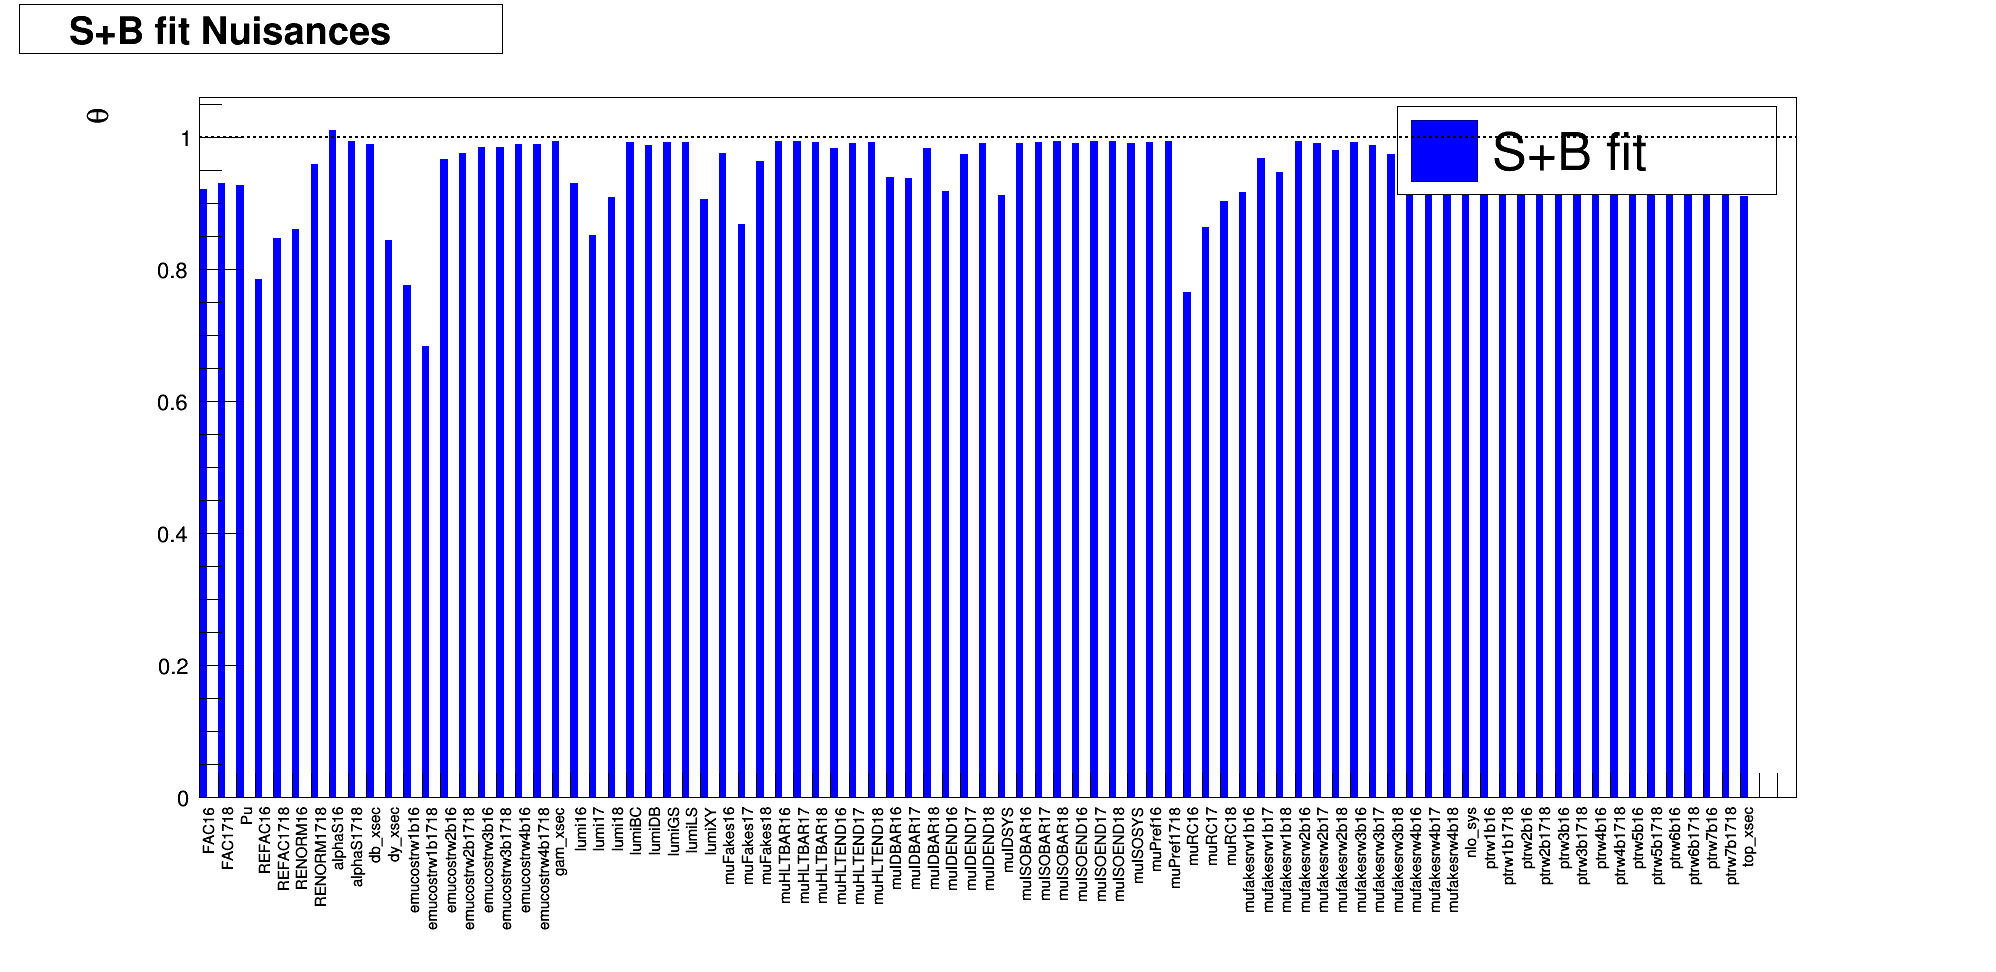 S+B fit Nuisances
θ
S+B fit
1
0.8
0.6
0.4
0.2
0
FAC16
FAC1718
Pu
REFAC16
REFAC1718
RENORM16
RENORM1718
alphaS16
alphaS1718
db_xsec
dy_xsec
emucostrw1b16
emucostrw1b1718
emucostrw2b16
emucostrw2b1718
emucostrw3b16
emucostrw3b1718
emucostrw4b16
emucostrw4b1718
gam_xsec
lumi16
lumi17
lumi18
lumiBC
lumiDB
lumiGS
lumiLS
lumiXY
muFakes16
muFakes17
muFakes18
muHLTBAR16
muHLTBAR17
muHLTBAR18
muHLTEND16
muHLTEND17
muHLTEND18
muIDBAR16
muIDBAR17
muIDBAR18
muIDEND16
muIDEND17
muIDEND18
muIDSYS
muISOBAR16
muISOBAR17
muISOBAR18
muISOEND16
muISOEND17
muISOEND18
muISOSYS
muPref16
muPref1718
muRC16
muRC17
muRC18
mufakesrw1b16
mufakesrw1b17
mufakesrw1b18
mufakesrw2b16
mufakesrw2b17
mufakesrw2b18
mufakesrw3b16
mufakesrw3b17
mufakesrw3b18
mufakesrw4b16
mufakesrw4b17
mufakesrw4b18
nlo_sys
ptrw1b16
ptrw1b1718
ptrw2b16
ptrw2b1718
ptrw3b16
ptrw3b1718
ptrw4b16
ptrw4b1718
ptrw5b16
ptrw5b1718
ptrw6b16
ptrw6b1718
ptrw7b16
ptrw7b1718
top_xsec